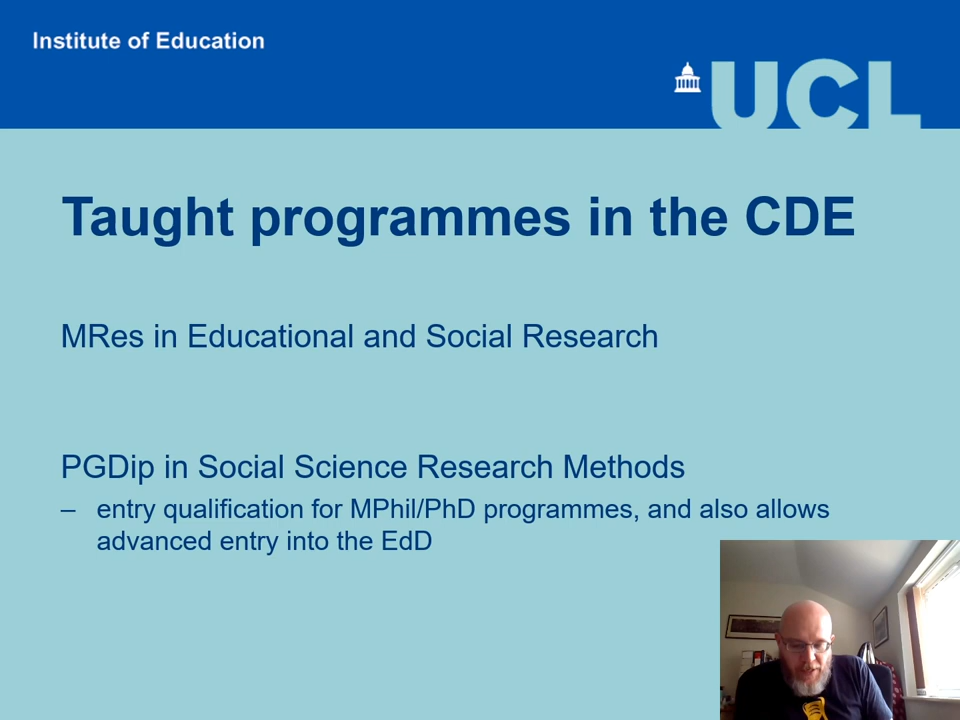 Institute of Education
UCL
Taught programmes in the CDE
MRes in Educational and Social Research
PGDip in Social Science Research Methods
– entry qualification for MPhil/PhD programmes, and also allows
advanced entry into the EdD